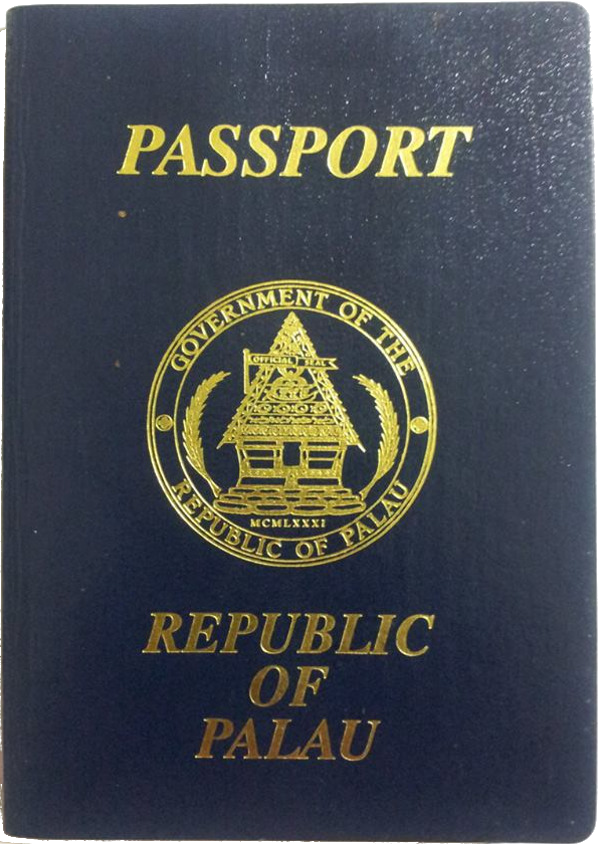 PASSPORT
GOVERNMENT OF THE
OFFICIAL SEAL
MCMLXXXI
REPUBLIC OF PALAU
REPUBLIC
OF
PALAU